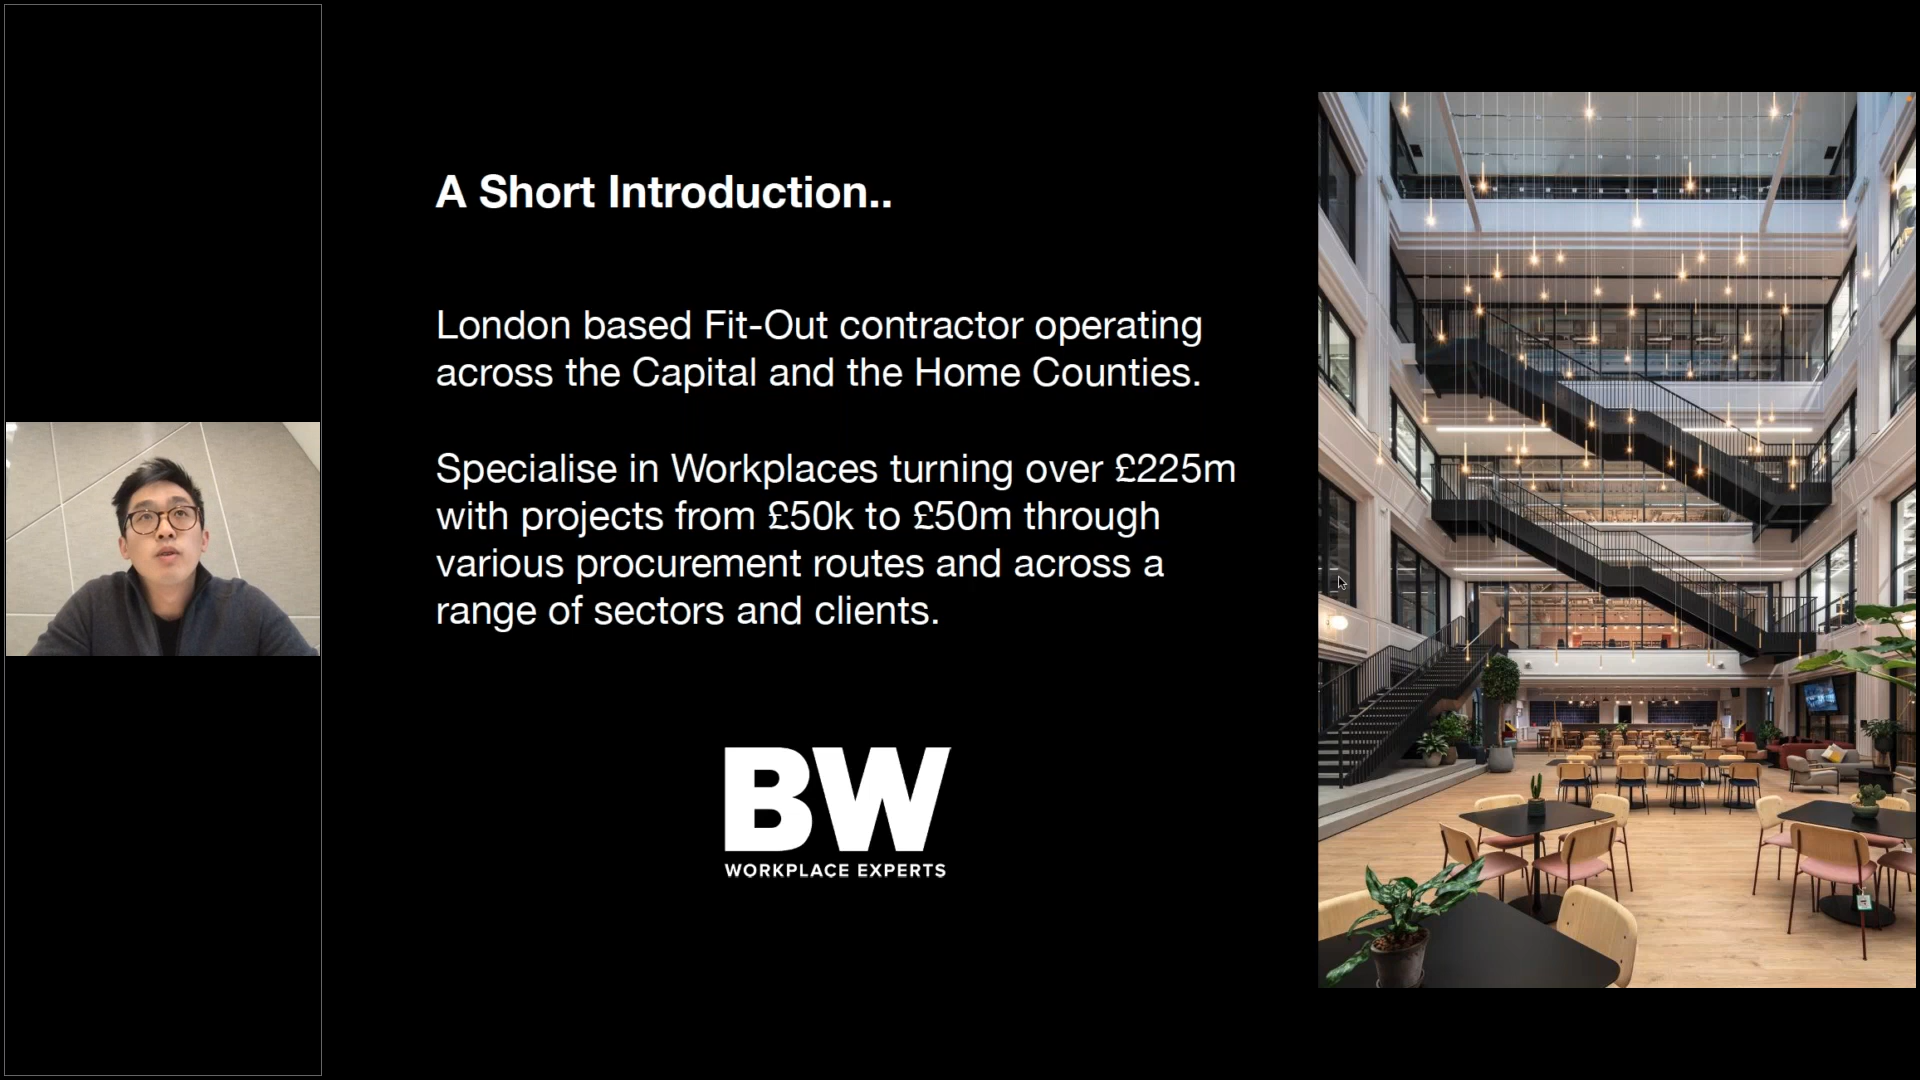 A Short Introduction..
London based Fit-Out contractor operating
across the Capital and the Home Counties.
Specialise in Workplaces turning over £225m
with projects from £50k to £50m through
various procurement routes and across a
range of sectors and clients.
BW
WORKPLACE EXPERTS